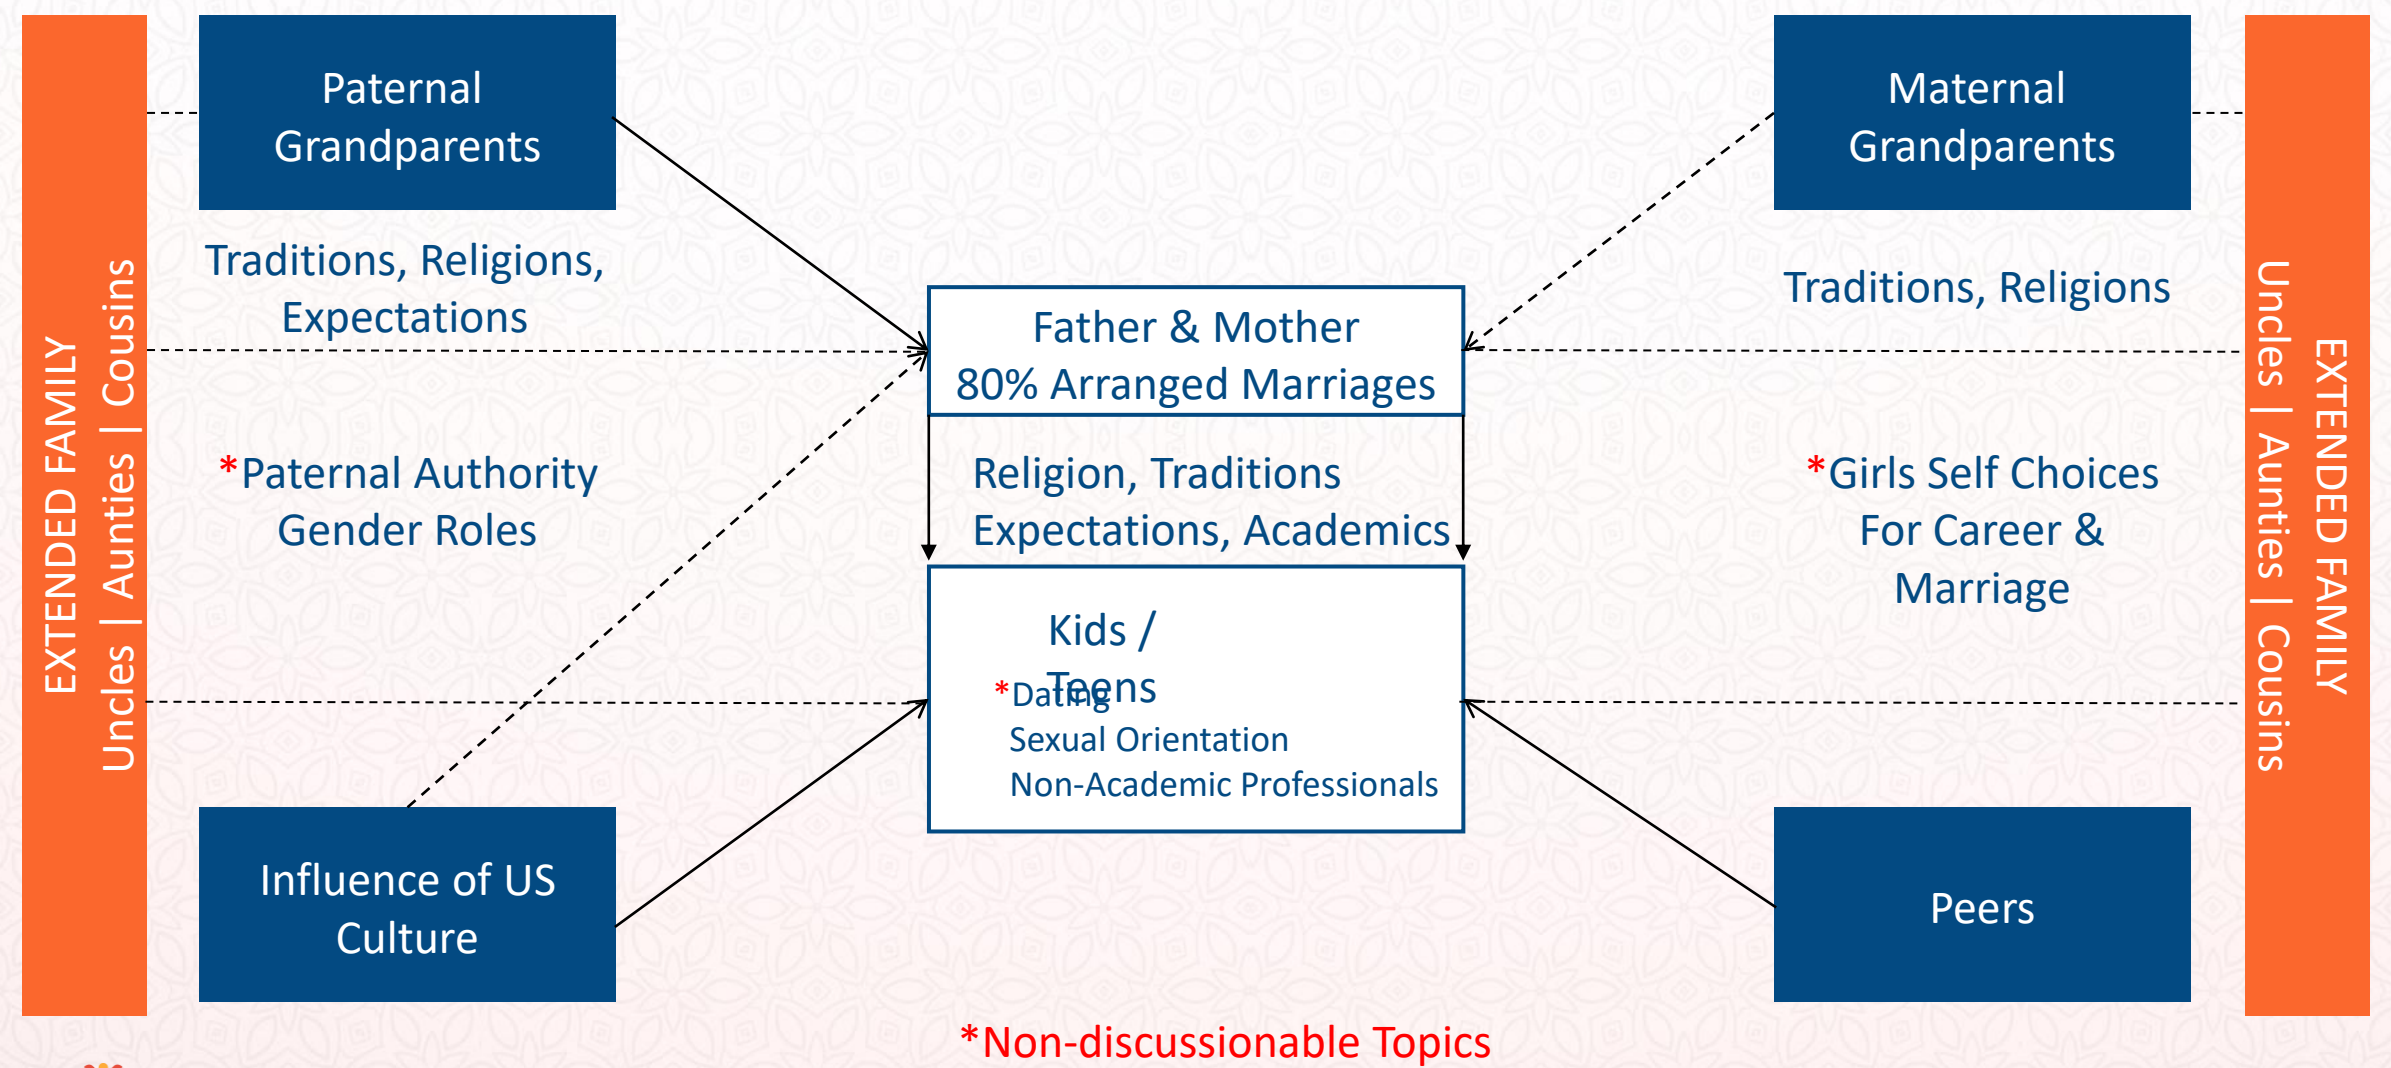 EXTENDED FAMILY
Uncles | Aunties | Cousins
Paternal
Grandparents
Traditions, Religions,
Expectations
*Paternal Authority
Gender Roles
Influence of US
Culture
Father & Mother
80% Arranged Marriages
Religion, Traditions
Expectations, Academics
Kids /
Teens
*Dating
Sexual Orientation
Non-Academic Professionals
Maternal
Grandparents
Traditions, Religions
*Girls Self Choices
For Career &
Marriage
Peers
EXTENDED FAMILY
Uncles | Aunties | Cousins
*Non-discussionable Topics